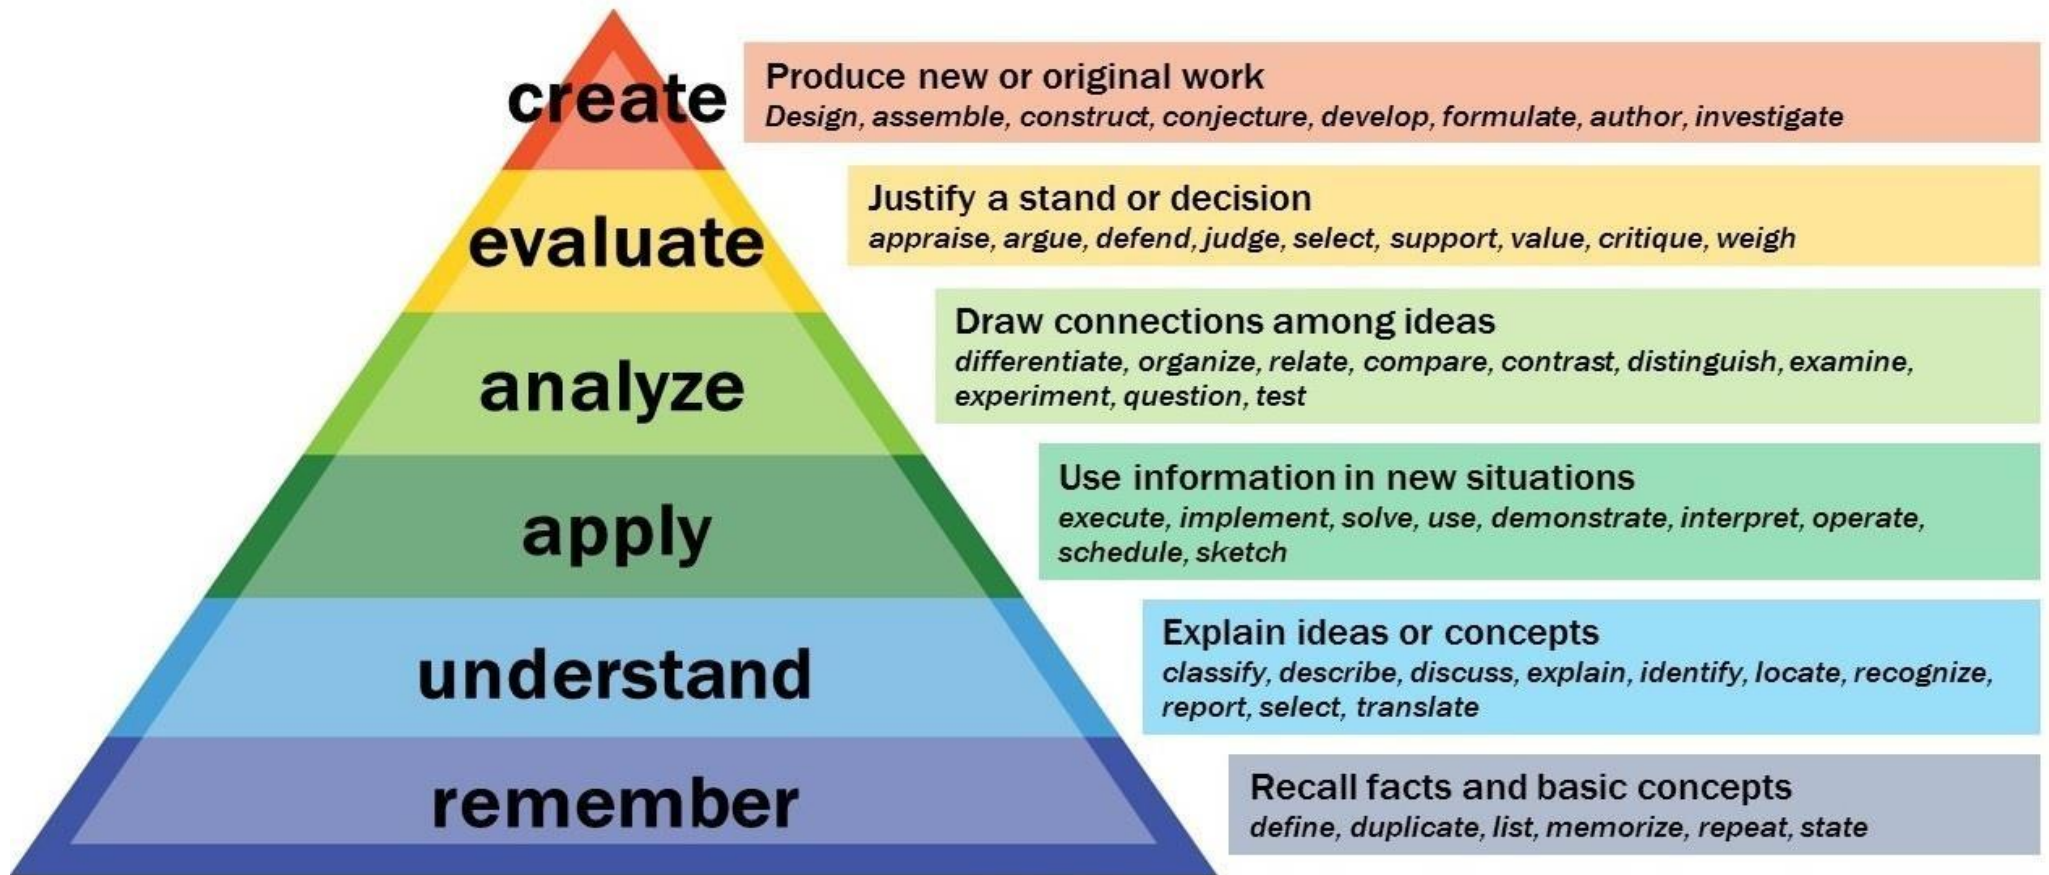 create
Produce new or original work
Design, assemble, construct, conjecture, develop, formulate, author, investigate
evaluate
Justify a stand or decision
appraise, argue, defend, judge, select, support, value, critique, weigh
analyze
Draw connections among ideas
differentiate, organize, relate, compare, contrast, distinguish, examine,
experiment, question, test
apply
Use information in new situations
execute, implement, solve, use, demonstrate, interpret, operate,
schedule, sketch
understand
Explain ideas or concepts
classify, describe, discuss, explain, identify, locate, recognize,
report, select, translate
remember
Recall facts and basic concepts
define, duplicate, list, memorize, repeat, state